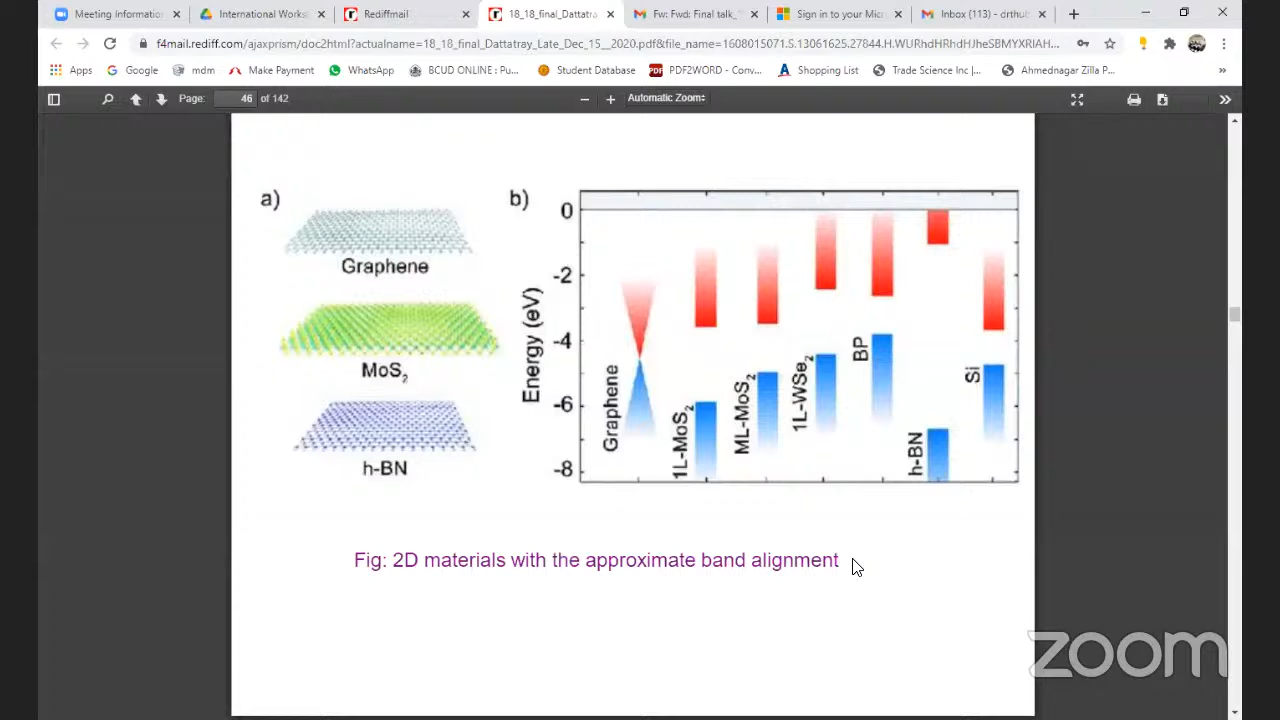 Meeting Information
International Works
Rediffmail
18_18_final_Dattatra
Fw: Fwd: Final talk_
Sign in to your Micr
Inbox (113) - drthub
f4mail.rediff.com/ajaxprism/doc2html?actualname=18_18_final_Dattatray_Late_Dec_15__2020.pdf&file_name=1608015071.S.13061625.27844.H.WURhdHRhdHJheSBMYXRIAH...
Apps Google mdm Make Payment WhatsApp BCUD ONLINE : Pu... Student Database PDF2WORD - Conv... Shopping List Trade Science Inc |... Ahmednagar Zilla P... »
Page: 46 of 142 Automatic Zoom
a)
Graphene
MoS₂
h-BN
b)
Energy (eV)
0
-2
-4
-6
-8
Graphene
1L-MoS₂
ML-MoS₂
1L-WSe₂
BP
h-BN
Si
Fig: 2D materials with the approximate band alignment
zoom